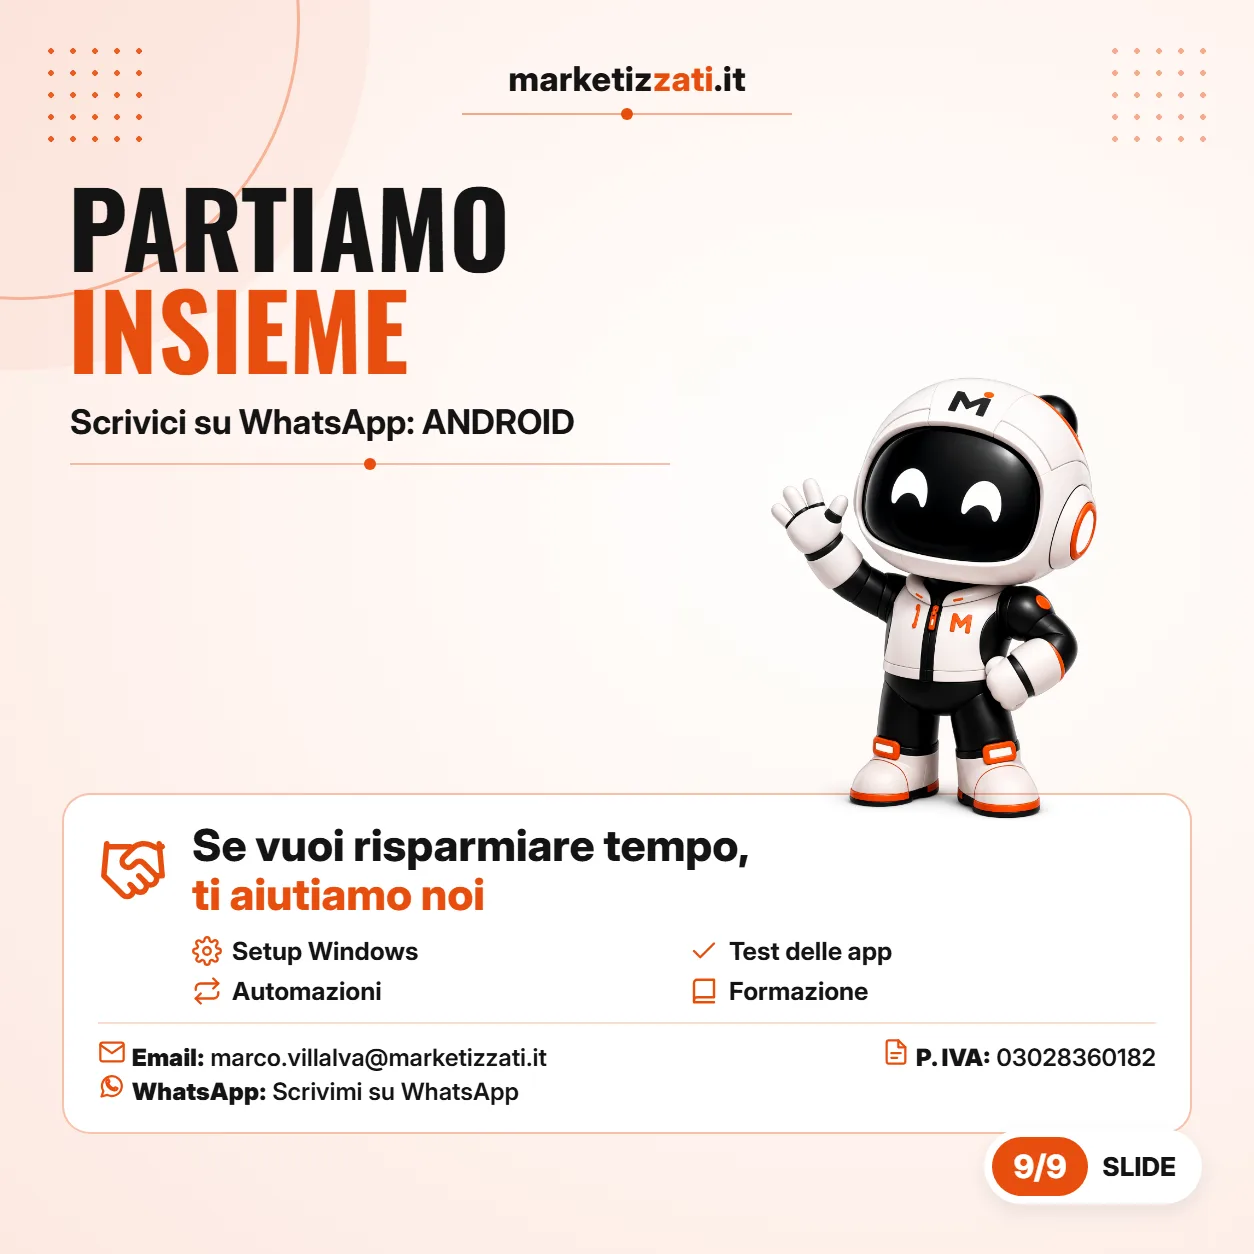 marketizzati.it
PARTIAMO
INSIEME
Scrivici su WhatsApp: ANDROID
M
M
Se vuoi risparmiare tempo,
ti aiutiamo noi
Setup Windows
Test delle app
Automazioni
Formazione
Email: marco.villalva@marketizzati.it
P.IVA: 03028360182
WhatsApp: Scrivimi su WhatsApp
9/9 SLIDE